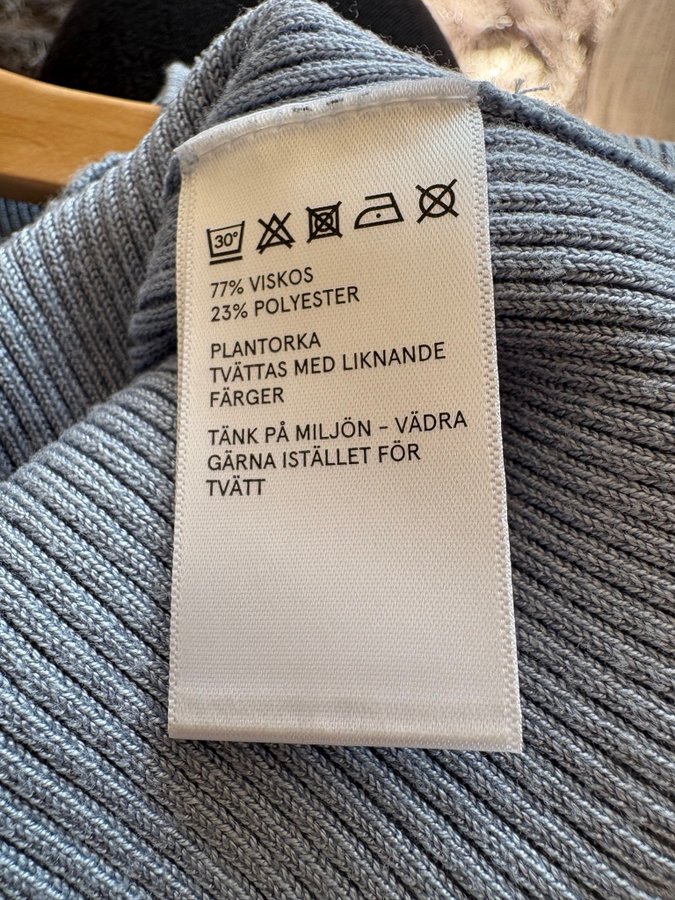 30°
77% VISKOS
23% POLYESTER
PLANTORKA
TVÄTTAS MED LIKNANDE
FÄRGER
TÄNK PÅ MILJÖN – VÄDRA
GÄRNA ISTÄLLET FÖR
TVÄTT